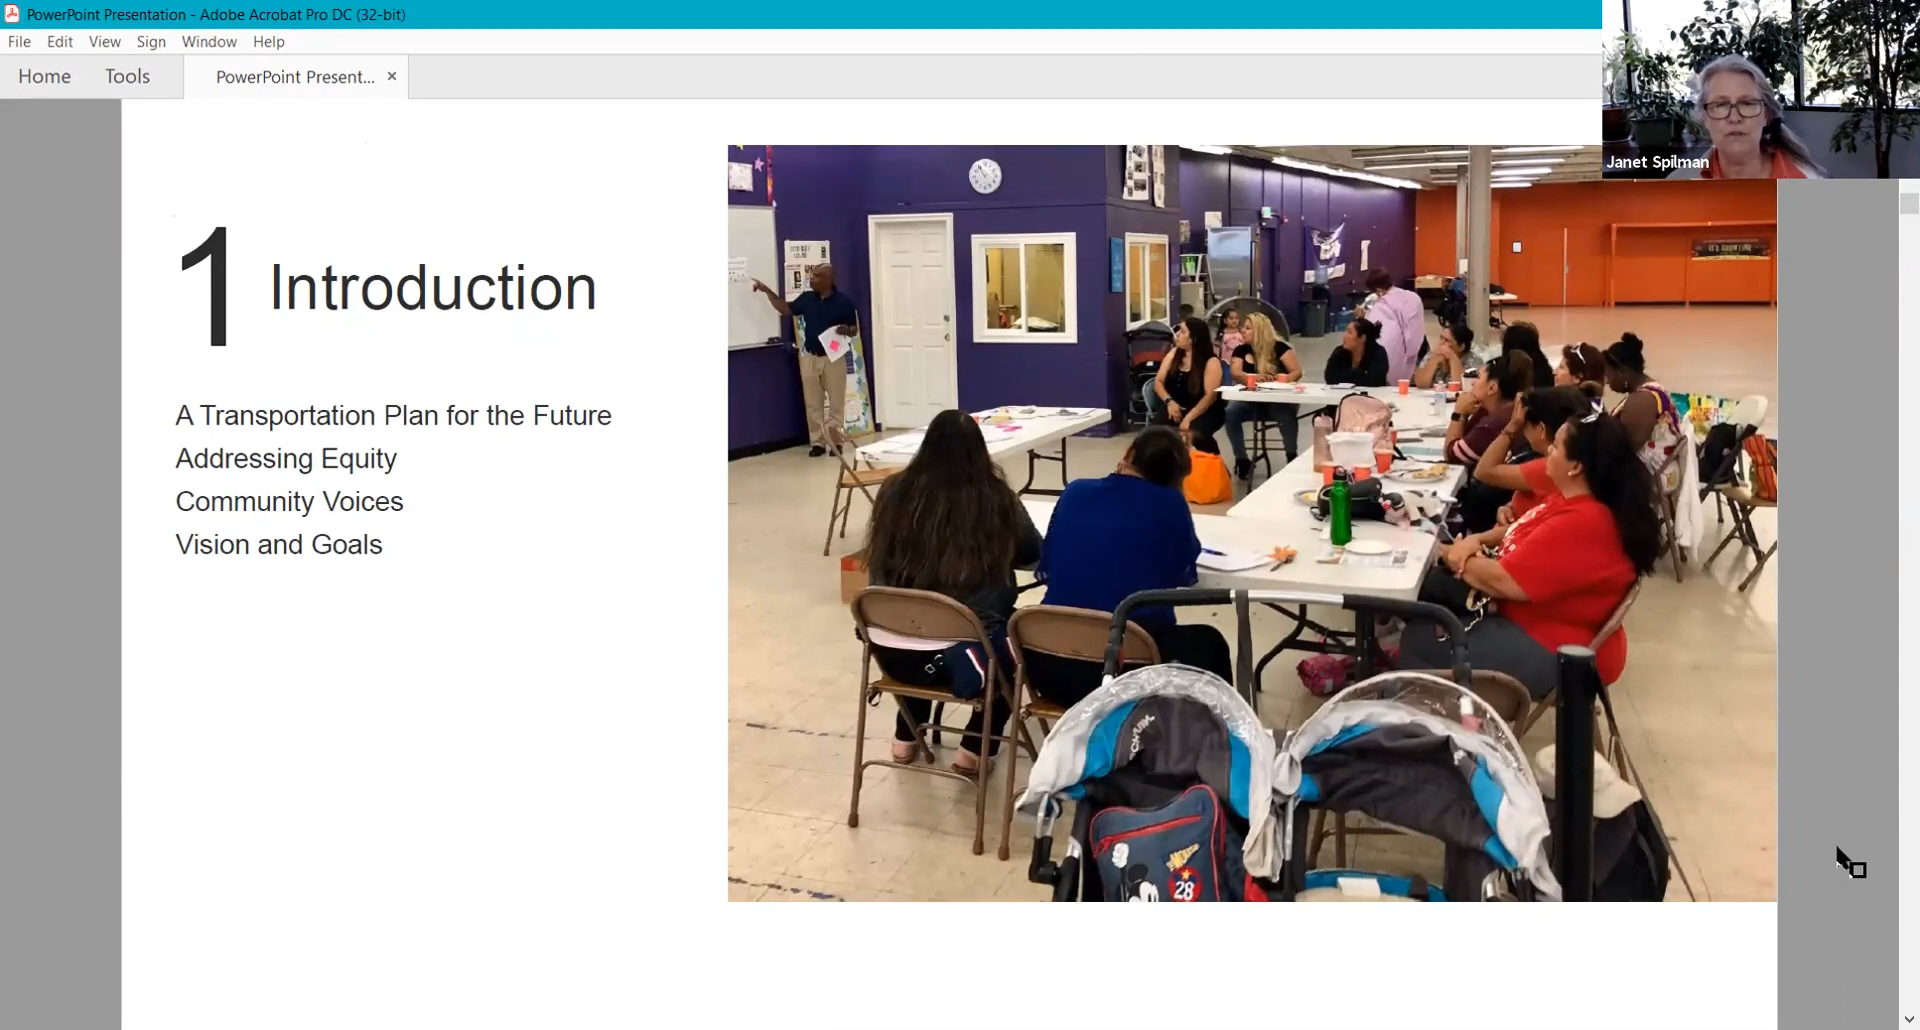 PowerPoint Presentation - Adobe Acrobat Pro DC (32-bit)
File Edit View Sign Window Help
Home Tools PowerPoint Present... ×
Janet Spilman
1 Introduction
A Transportation Plan for the Future
Addressing Equity
Community Voices
Vision and Goals
28